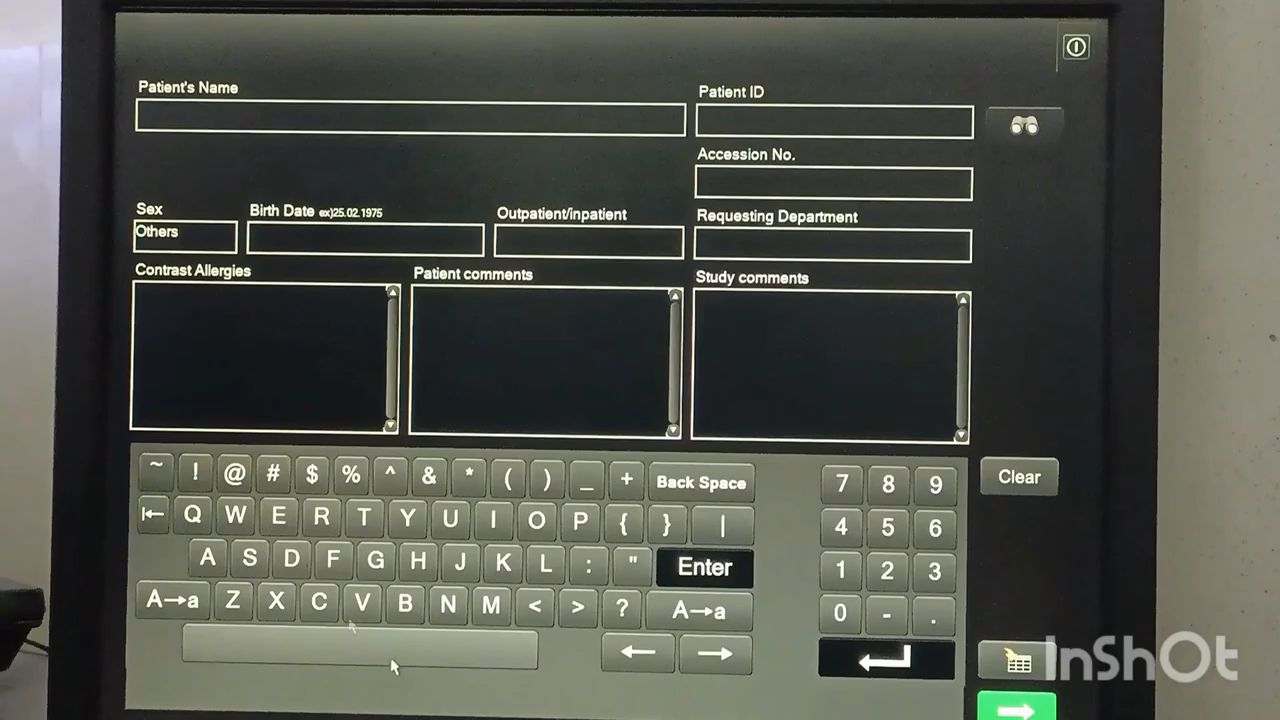 Patient's Name
Patient ID
Accession No.
Sex
Birth Date ex)25.02.1975
Outpatient/inpatient
Requesting Department
Others
Contrast Allergies
Patient comments
Study comments
~ ! @ # $ % ^ & * ( ) _ + Back Space
7 8 9
Clear
Q W E R T Y U I O P { } |
4 5 6
A S D F G H J K L : " Enter
1 2 3
A→a Z X C V B N M < > ? A→a
0 - .
← →
InShOt